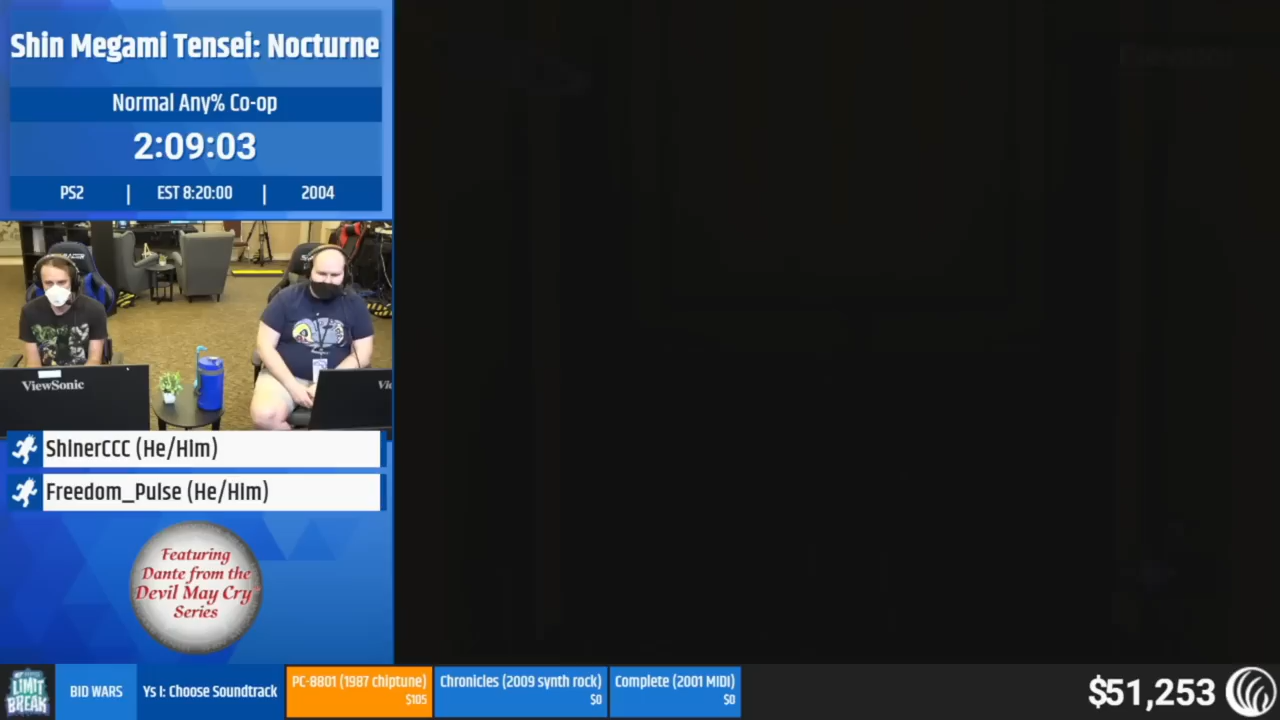 Shin Megami Tensei: Nocturne
Normal Any% Co-op
2:09:03
PS2 | EST 8:20:00 | 2004
ViewSonic
ShinerCCC (He/Him)
Freedom_Pulse (He/Him)
Featuring
Dante from the
Devil May Cry
Series
LIMIT
BREAK
BID WARS
Ys I: Choose Soundtrack
PC-8801 (1987 chiptune)
$105
Chronicles (2009 synth rock)
$0
Complete (2001 MIDI)
$0
$51,253